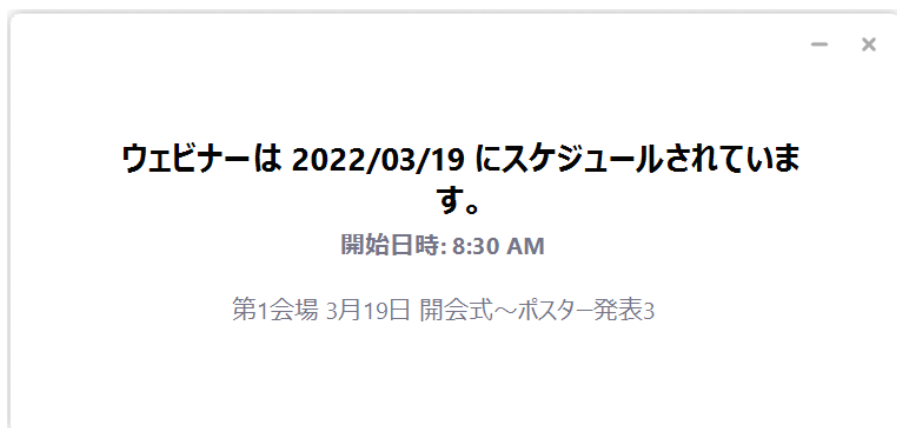 ウェビナーは 2022/03/19 にスケジュールされていま
す。
開始日時: 8:30 AM
第1会場 3月19日 開会式～ポスター発表3